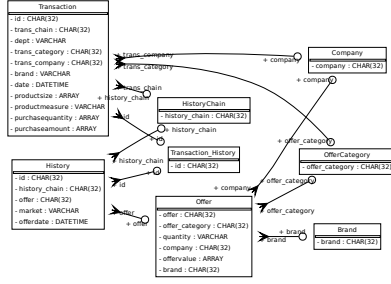 Transaction
- id : CHAR(32)
- trans_chain : CHAR(32)
- dept : VARCHAR
- trans_category : CHAR(32)
- trans_company : CHAR(32)
- brand : VARCHAR
- date : DATETIME
- productsize : ARRAY
- productmeasure : VARCHAR
- purchasequantity : ARRAY
- purchaseamount : ARRAY
trans_company
trans_category
trans_chain
+ history_chain
id
+ id
+ company
Company
- company : CHAR(32)
+ company
HistoryChain
- history_chain : CHAR(32)
+ history_chain
history_chain
Transaction_History
- id : CHAR(32)
+ id
id
+ offer_category
OfferCategory
- offer_category : CHAR(32)
+ offer_category
offer_category
History
- id : CHAR(32)
- history_chain : CHAR(32)
- offer : CHAR(32)
- market : VARCHAR
- offerdate : DATETIME
offer
+ offer
+ company
Offer
- offer : CHAR(32)
- offer_category : CHAR(32)
- quantity : VARCHAR
- company : CHAR(32)
- offervalue : ARRAY
- brand : CHAR(32)
+ brand
brand
Brand
- brand : CHAR(32)